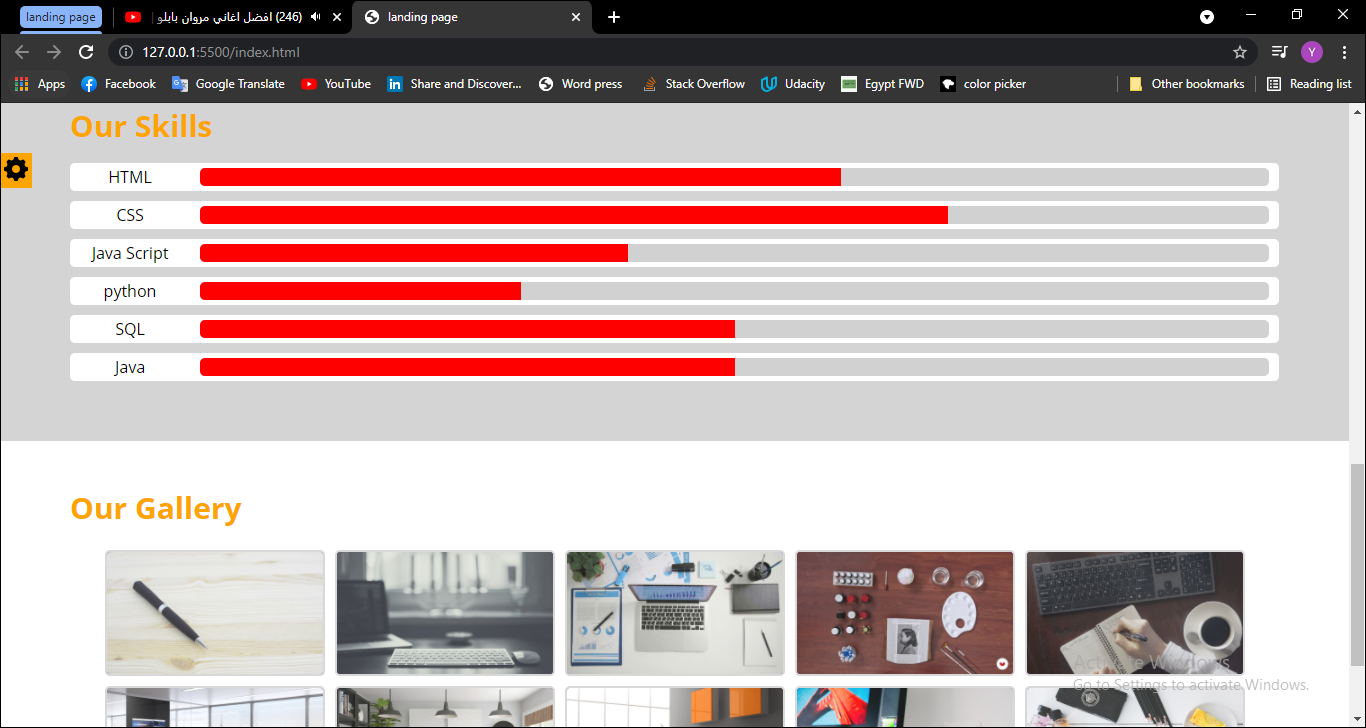 landing page
(246) افضل اغاني مروان بابلو |
landing page
127.0.0.1:5500/index.html
Y
Apps
Facebook
Google Translate
YouTube
Share and Discover...
Word press
Stack Overflow
Udacity
Egypt FWD
color picker
Other bookmarks
Reading list
Our Skills
HTML
CSS
Java Script
python
SQL
Java
Our Gallery
Activate Windows
Go to Settings to activate Windows.